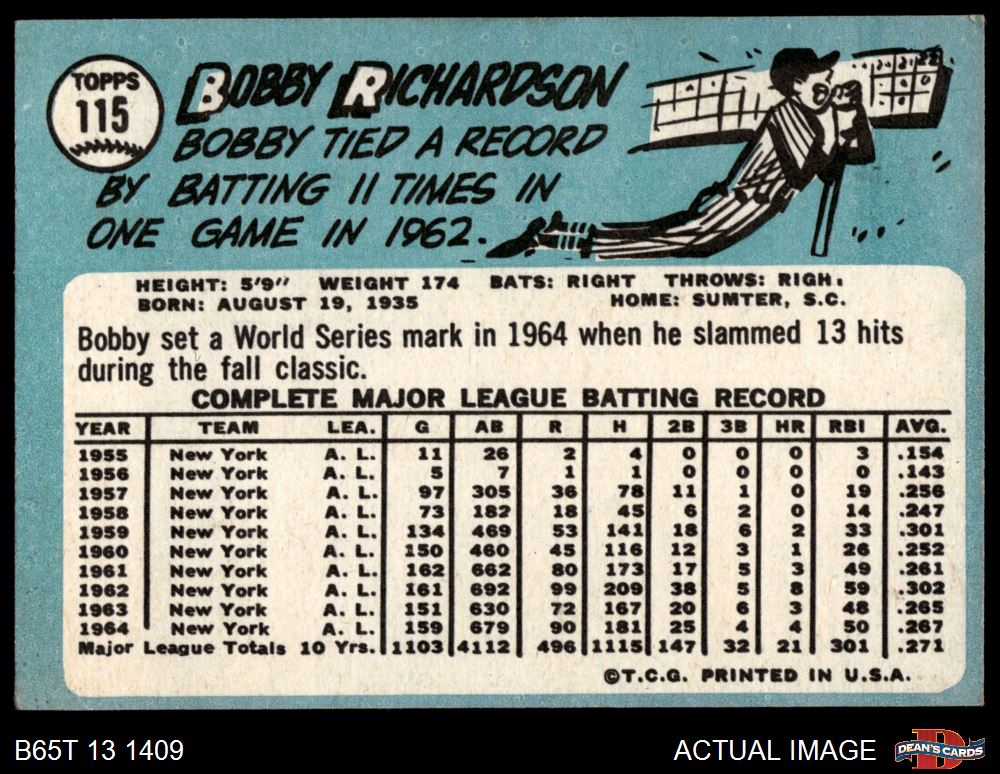 TOPPS
115
BOBBY RICHARDSON
BOBBY TIED A RECORD
BY BATTING 11 TIMES IN
ONE GAME IN 1962.
HEIGHT: 5'9" WEIGHT 174 BATS: RIGHT THROWS: RIGH.
BORN: AUGUST 19, 1935 HOME: SUMTER, S.C.
Bobby set a World Series mark in 1964 when he slammed 13 hits
during the fall classic.
COMPLETE MAJOR LEAGUE BATTING RECORD
YEAR TEAM LEA. G AB R H 2B 3B HR RBI AVG.
1955 New York A. L. 11 26 2 4 0 0 0 3 .154
1956 New York A. L. 5 7 1 1 0 0 0 0 .143
1957 New York A. L. 97 305 36 78 11 1 0 19 .256
1958 New York A. L. 73 182 18 45 6 2 0 14 .247
1959 New York A. L. 134 469 53 141 18 6 2 33 .301
1960 New York A. L. 150 460 45 116 12 3 1 26 .252
1961 New York A. L. 162 662 80 173 17 5 3 49 .261
1962 New York A. L. 161 692 99 209 38 5 8 59 .302
1963 New York A. L. 151 630 72 167 20 6 3 48 .265
1964 New York A. L. 159 679 90 181 25 4 4 50 .267
Major League Totals 10 Yrs. 1103 4112 496 1115 147 32 21 301 .271
©T.C.G. PRINTED IN U.S.A.
B65T 13 1409
ACTUAL IMAGE
DEAN'S CARDS